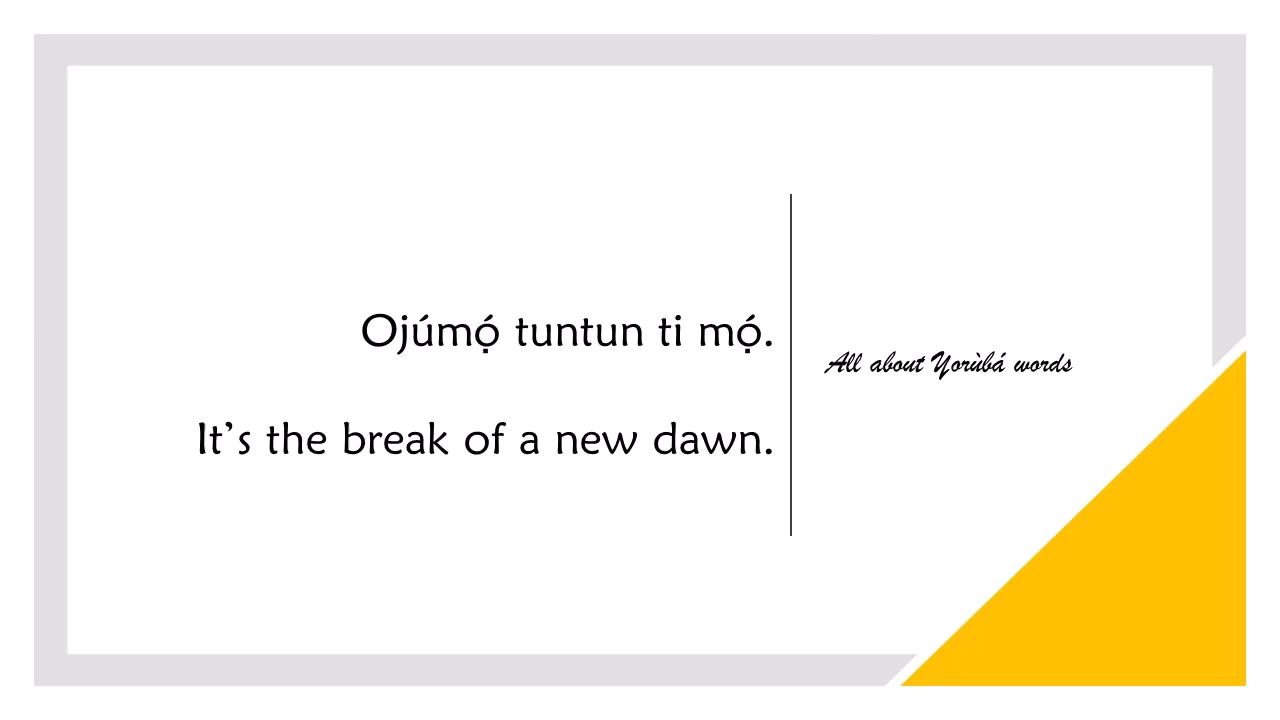 Ojúmọ́ tuntun ti mọ́.
It’s the break of a new dawn.
All about Yorùbá words